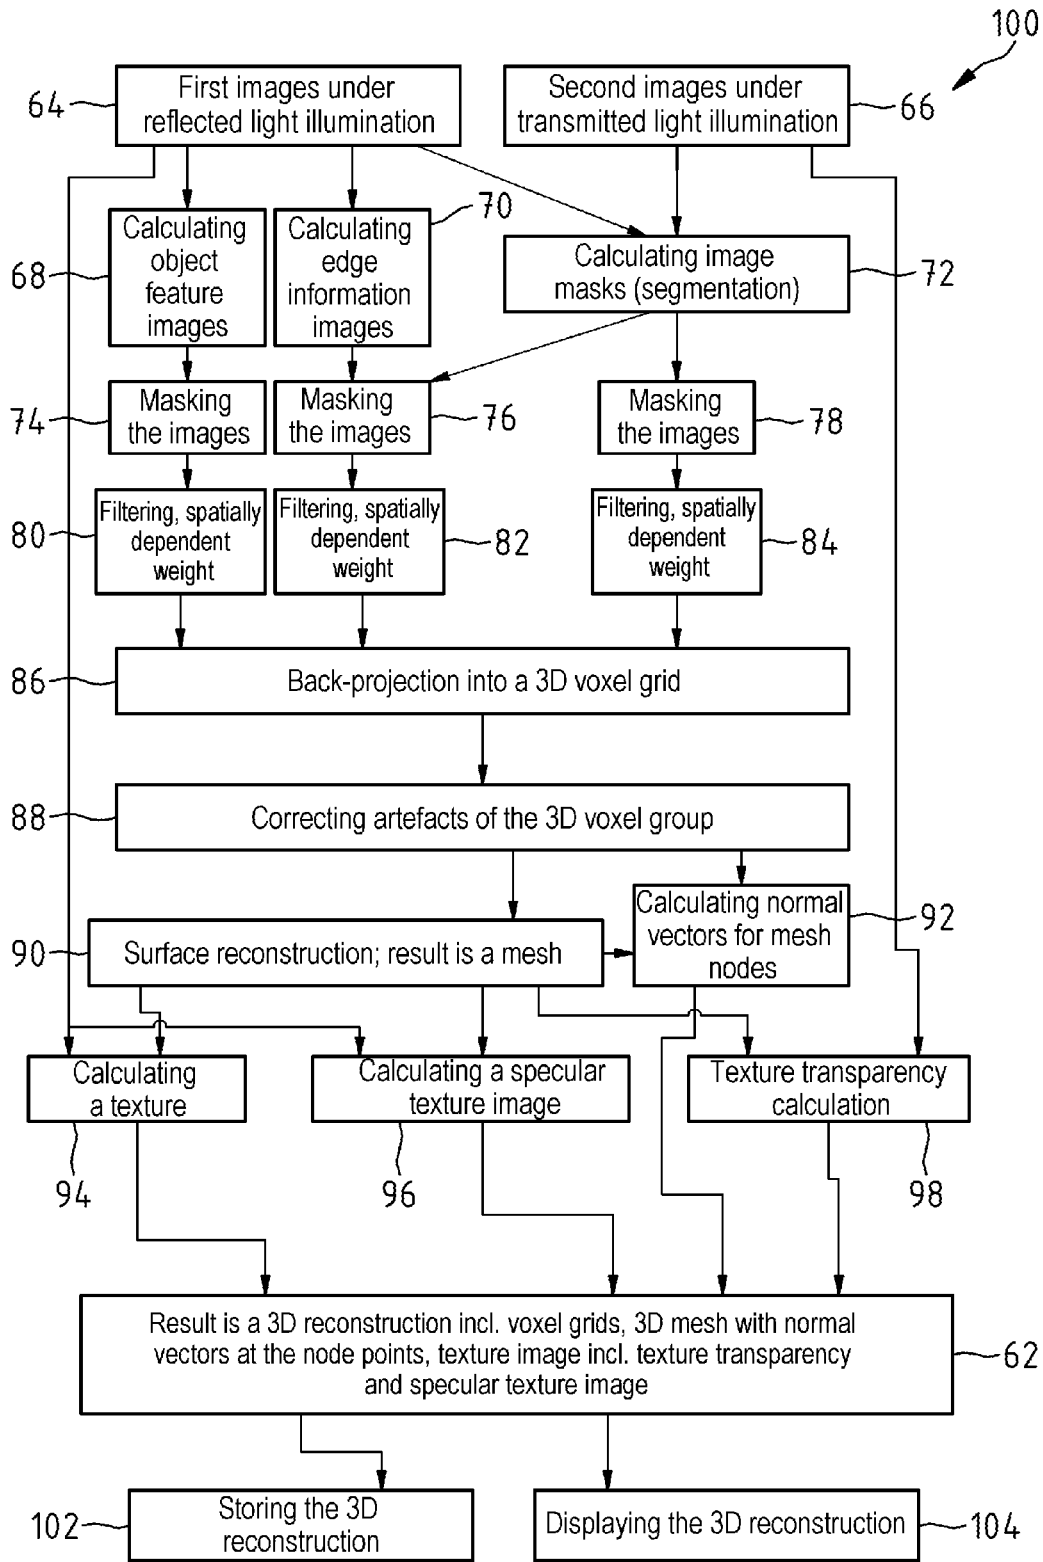 100
First images under
reflected light illumination
64
Second images under
transmitted light illumination
66
Calculating
object
feature
images
68
Calculating
edge
information
images
70
Calculating image
masks (segmentation)
72
Masking
the images
74
Masking
the images
76
Masking
the images
78
Filtering, spatially
dependent
weight
80
Filtering, spatially
dependent
weight
82
Filtering, spatially
dependent
weight
84
Back-projection into a 3D voxel grid
86
Correcting artefacts of the 3D voxel group
88
Surface reconstruction; result is a mesh
90
Calculating normal
vectors for mesh
nodes
92
Calculating
a texture
94
Calculating a specular
texture image
96
Texture transparency
calculation
98
Result is a 3D reconstruction incl. voxel grids, 3D mesh with normal
vectors at the node points, texture image incl. texture transparency
and specular texture image
62
Storing the 3D
reconstruction
102
Displaying the 3D reconstruction
104